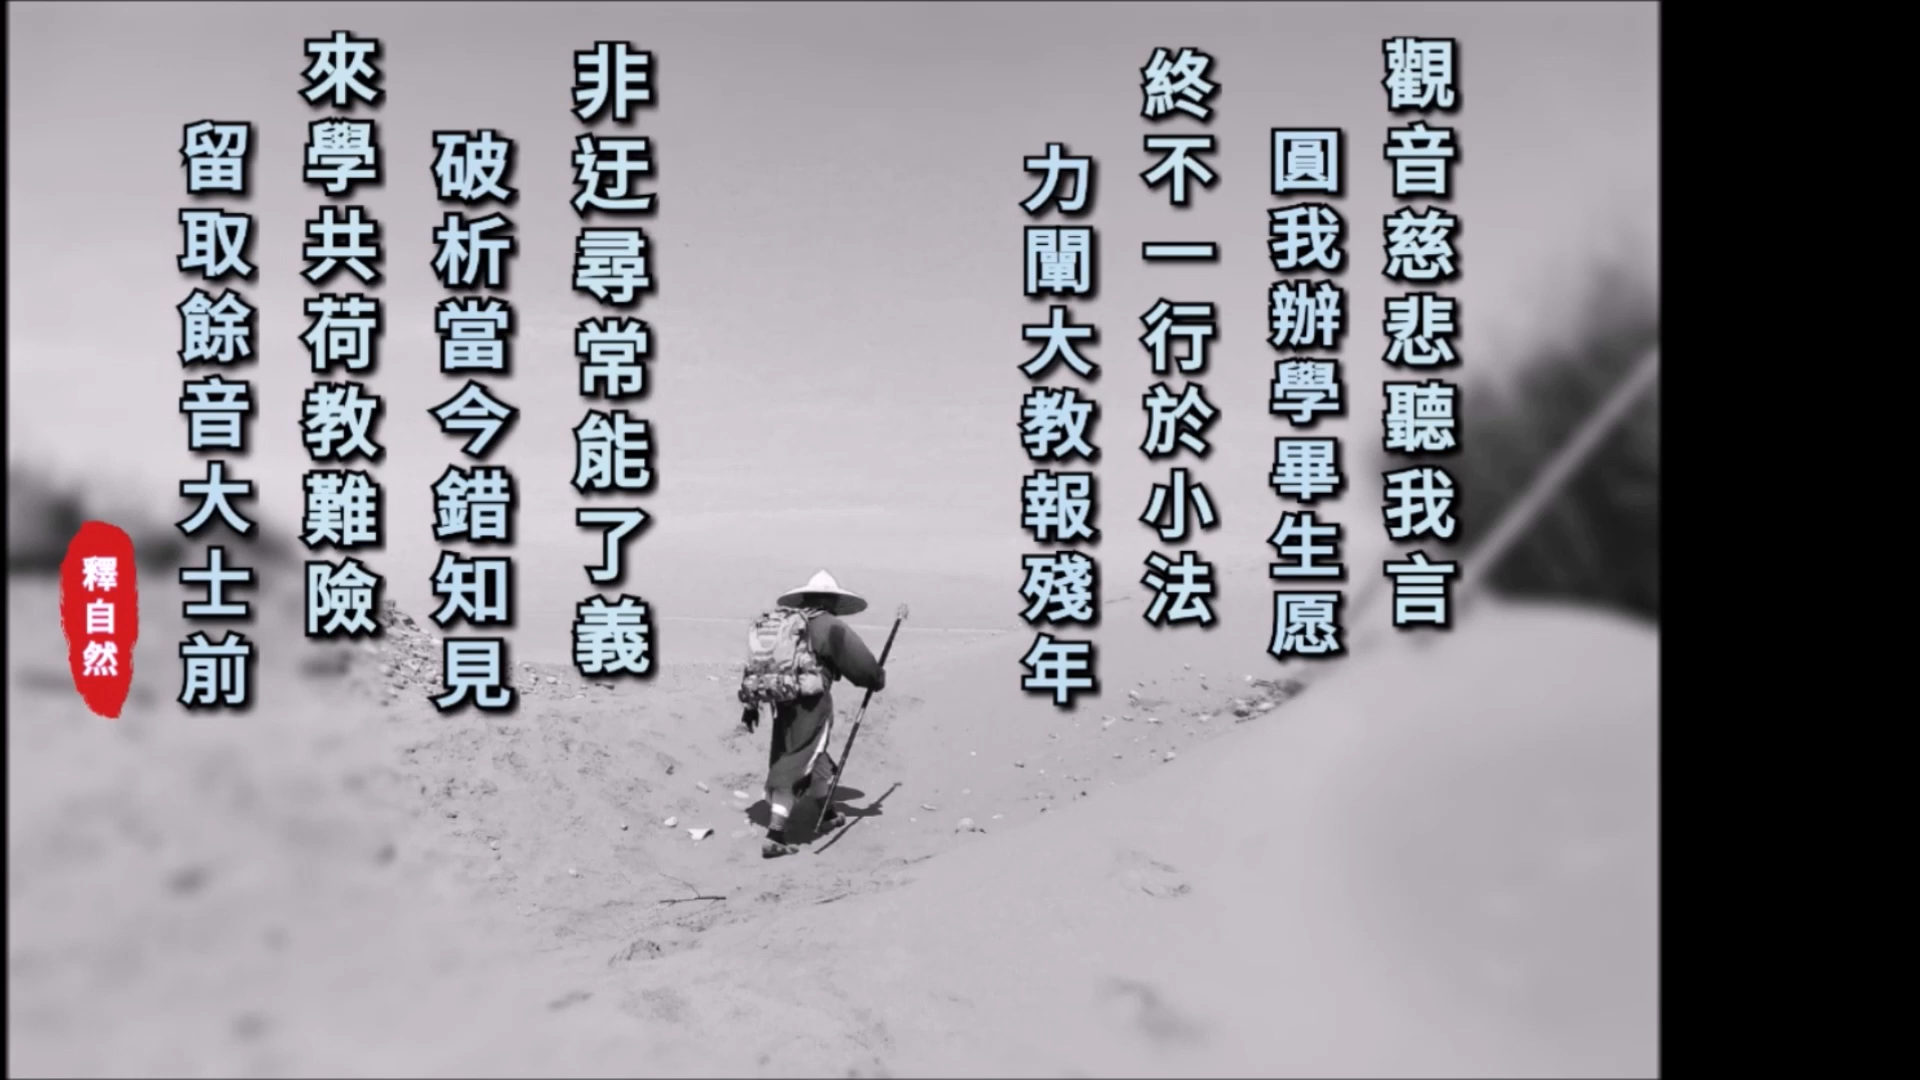 觀音慈悲聽我言
圓我辦學畢生愿
終不一行於小法
力闡大教報殘年
非迂尋常能了義
破析當今錯知見
來學共荷教難險
留取餘音大士前
釋自然